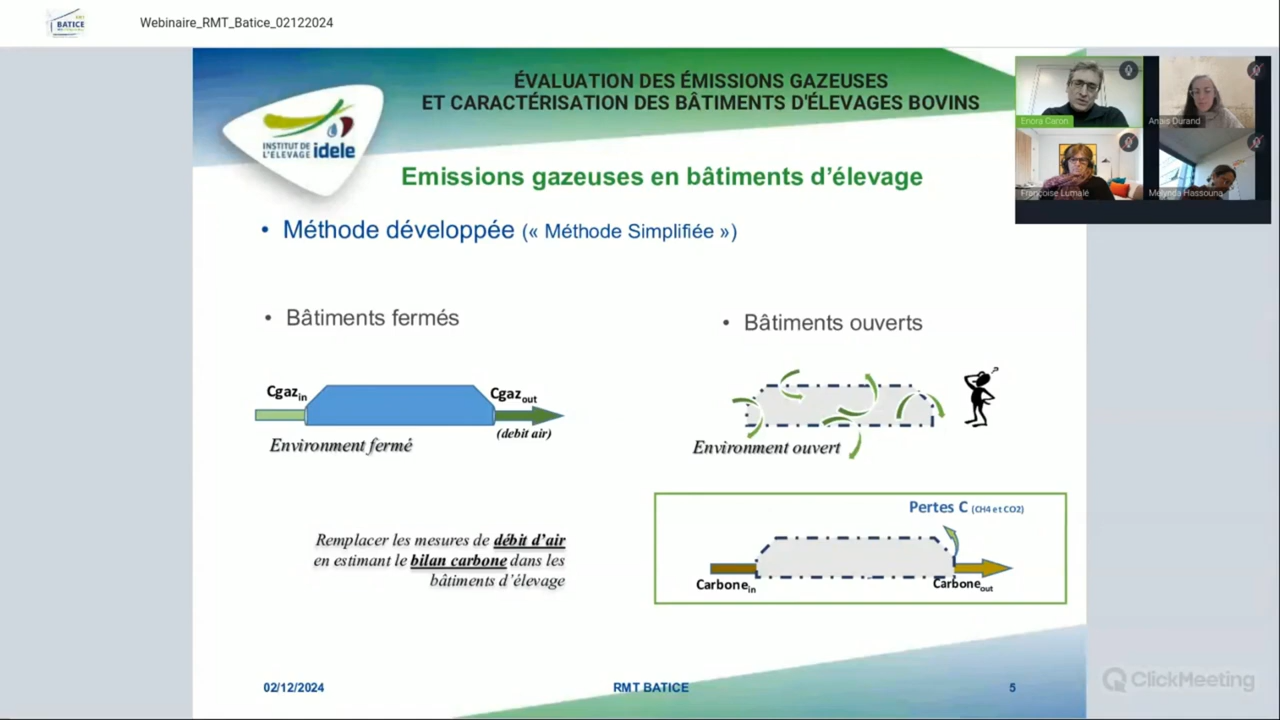 BATICE
Webinaire_RMT_Batice_02122024
ÉVALUATION DES ÉMISSIONS GAZEUSES
ET CARACTÉRISATION DES BÂTIMENTS D'ÉLEVAGES BOVINS
INSTITUT DE
L'ÉLEVAGE idele
Enora Caron
Anaïs Durand
Françoise Lumalé
Mélynda Hassouna
Emissions gazeuses en bâtiments d’élevage
• Méthode développée (« Méthode Simplifiée »)
• Bâtiments fermés
• Bâtiments ouverts
Cgaz in
Cgaz out
(debit air)
Environment fermé
Environment ouvert
Pertes C (CH4 et CO2)
Remplacer les mesures de débit d’air
en estimant le bilan carbone dans les
bâtiments d’élevage
Carbone in
Carbone out
02/12/2024
RMT BATICE
5
ClickMeeting